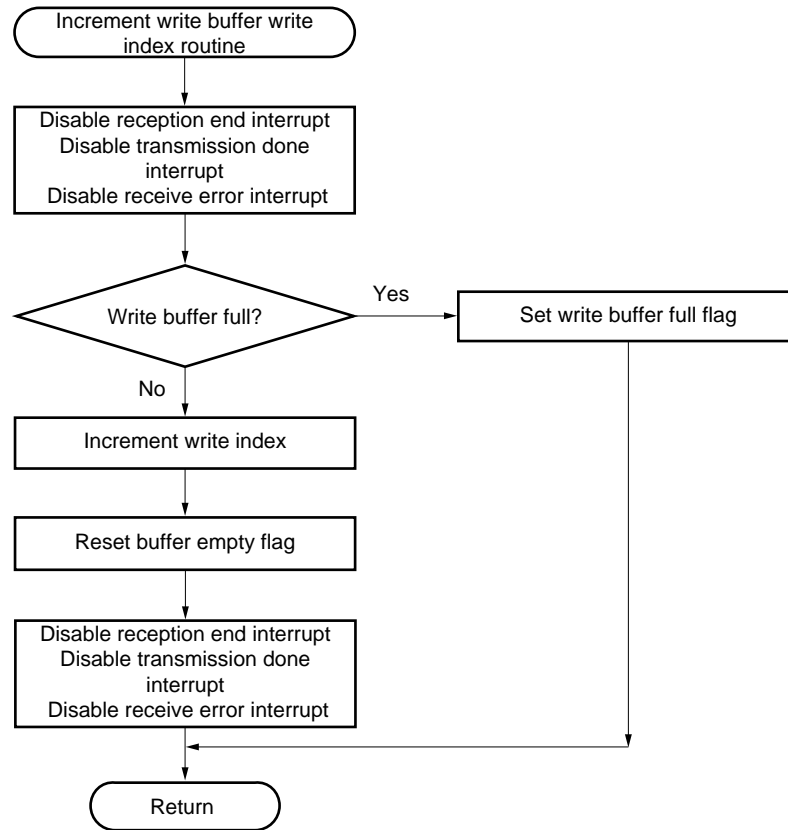 Increment write buffer write
index routine
Disable reception end interrupt
Disable transmission done
interrupt
Disable receive error interrupt
Write buffer full?
Yes
Set write buffer full flag
No
Increment write index
Reset buffer empty flag
Disable reception end interrupt
Disable transmission done
interrupt
Disable receive error interrupt
Return